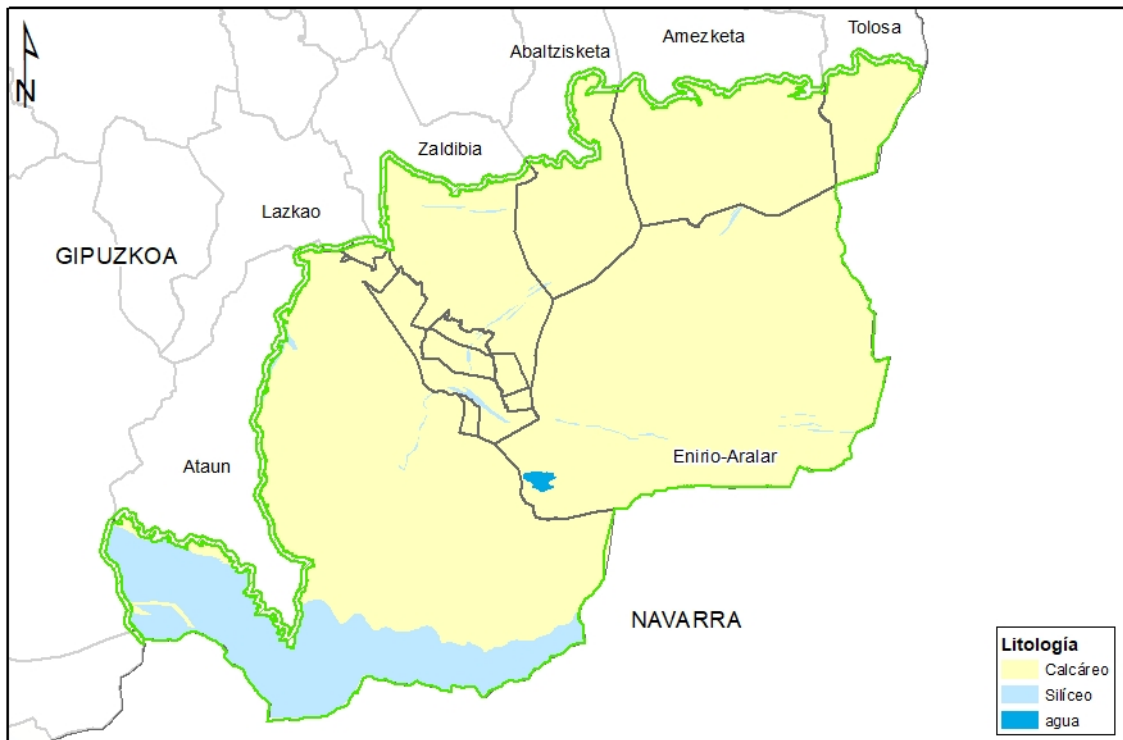 Tolosa
Amezketa
Abaltzisketa
N
Zaldibia
Lazkao
GIPUZKOA
Enirio-Aralar
Ataun
NAVARRA
Litología
Calcáreo
Silíceo
agua